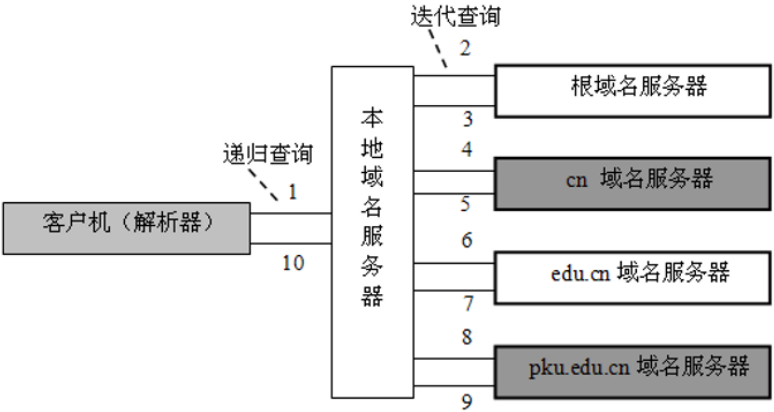 迭代查询
2
根域名服务器
3
递归查询
4
cn 域名服务器
1
5
客户机（解析器）
本地域名服务器
6
10
edu.cn 域名服务器
7
8
pku.edu.cn 域名服务器
9